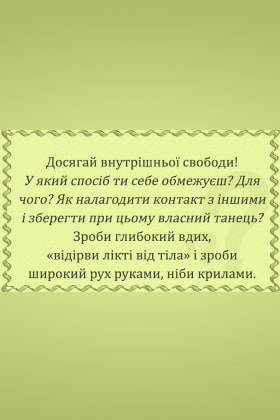 Досягай внутрішньої свободи!
У який спосіб ти себе обмежуєш? Для
чого? Як налагодити контакт з іншими
і зберегти при цьому власний танець?
Зроби глибокий вдих,
«відірви лікті від тіла» і зроби
широкий рух руками, ніби крилами.